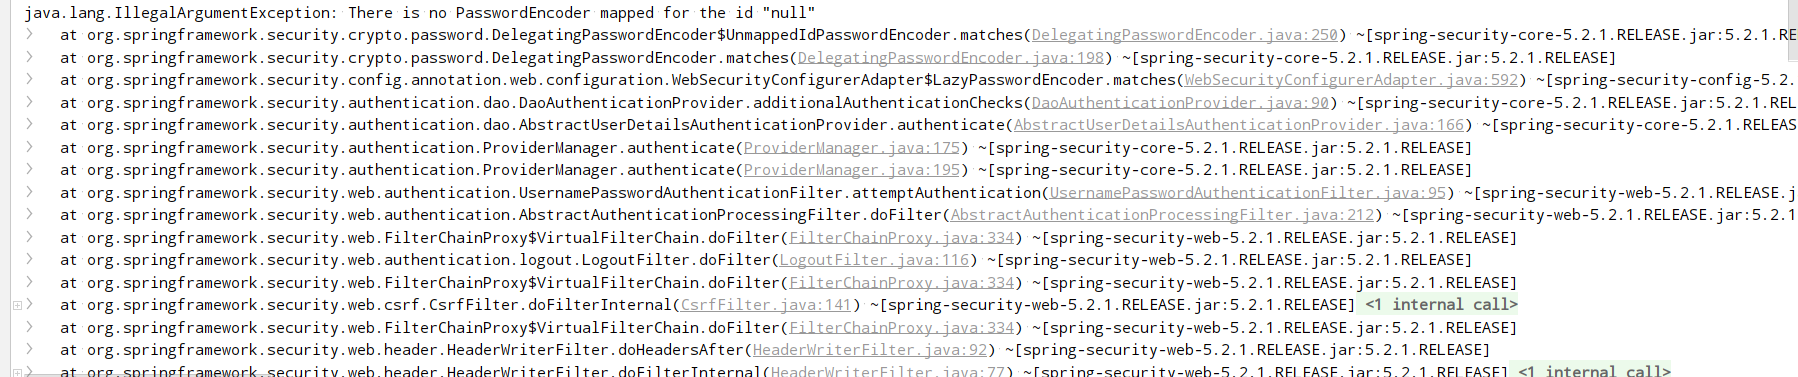 java.lang.IllegalArgumentException: There is no PasswordEncoder mapped for the id "null"
at org.springframework.security.crypto.password.DelegatingPasswordEncoder$UnmappedIdPasswordEncoder.matches(DelegatingPasswordEncoder.java:250) ~[spring-security-core-5.2.1.RELEASE.jar:5.2.1.RE
at org.springframework.security.crypto.password.DelegatingPasswordEncoder.matches(DelegatingPasswordEncoder.java:198) ~[spring-security-core-5.2.1.RELEASE.jar:5.2.1.RELEASE]
at org.springframework.security.config.annotation.web.configuration.WebSecurityConfigurerAdapter$LazyPasswordEncoder.matches(WebSecurityConfigurerAdapter.java:592) ~[spring-security-config-5.2.
at org.springframework.security.authentication.dao.DaoAuthenticationProvider.additionalAuthenticationChecks(DaoAuthenticationProvider.java:90) ~[spring-security-core-5.2.1.RELEASE.jar:5.2.1.REL
at org.springframework.security.authentication.dao.AbstractUserDetailsAuthenticationProvider.authenticate(AbstractUserDetailsAuthenticationProvider.java:166) ~[spring-security-core-5.2.1.RELEAS
at org.springframework.security.authentication.ProviderManager.authenticate(ProviderManager.java:175) ~[spring-security-core-5.2.1.RELEASE.jar:5.2.1.RELEASE]
at org.springframework.security.authentication.ProviderManager.authenticate(ProviderManager.java:195) ~[spring-security-core-5.2.1.RELEASE.jar:5.2.1.RELEASE]
at org.springframework.security.web.authentication.UsernamePasswordAuthenticationFilter.attemptAuthentication(UsernamePasswordAuthenticationFilter.java:95) ~[spring-security-web-5.2.1.RELEASE.j
at org.springframework.security.web.authentication.AbstractAuthenticationProcessingFilter.doFilter(AbstractAuthenticationProcessingFilter.java:212) ~[spring-security-web-5.2.1.RELEASE.jar:5.2.1
at org.springframework.security.web.FilterChainProxy$VirtualFilterChain.doFilter(FilterChainProxy.java:334) ~[spring-security-web-5.2.1.RELEASE.jar:5.2.1.RELEASE]
at org.springframework.security.web.authentication.logout.LogoutFilter.doFilter(LogoutFilter.java:116) ~[spring-security-web-5.2.1.RELEASE.jar:5.2.1.RELEASE]
at org.springframework.security.web.FilterChainProxy$VirtualFilterChain.doFilter(FilterChainProxy.java:334) ~[spring-security-web-5.2.1.RELEASE.jar:5.2.1.RELEASE]
at org.springframework.security.web.csrf.CsrfFilter.doFilterInternal(CsrfFilter.java:141) ~[spring-security-web-5.2.1.RELEASE.jar:5.2.1.RELEASE] <1 internal call>
at org.springframework.security.web.FilterChainProxy$VirtualFilterChain.doFilter(FilterChainProxy.java:334) ~[spring-security-web-5.2.1.RELEASE.jar:5.2.1.RELEASE]
at org.springframework.security.web.header.HeaderWriterFilter.doHeadersAfter(HeaderWriterFilter.java:92) ~[spring-security-web-5.2.1.RELEASE.jar:5.2.1.RELEASE]
at org.springframework.security.web.header.HeaderWriterFilter.doFilterInternal(HeaderWriterFilter.java:77) ~[spring-security-web-5.2.1.RELEASE.jar:5.2.1.RELEASE] <1 internal call>